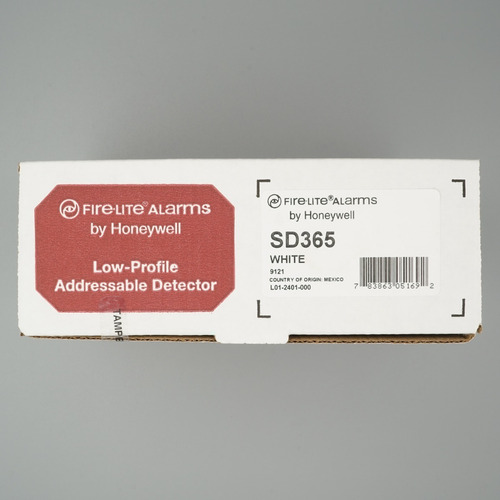 FIRE-LITE® ALARMS
by Honeywell
Low-Profile
Addressable Detector
TAMPE
FIRE-LITE® ALARMS
by Honeywell
SD365
WHITE
9121
COUNTRY OF ORIGIN: MEXICO
L01-2401-000
7 83863 05169 2